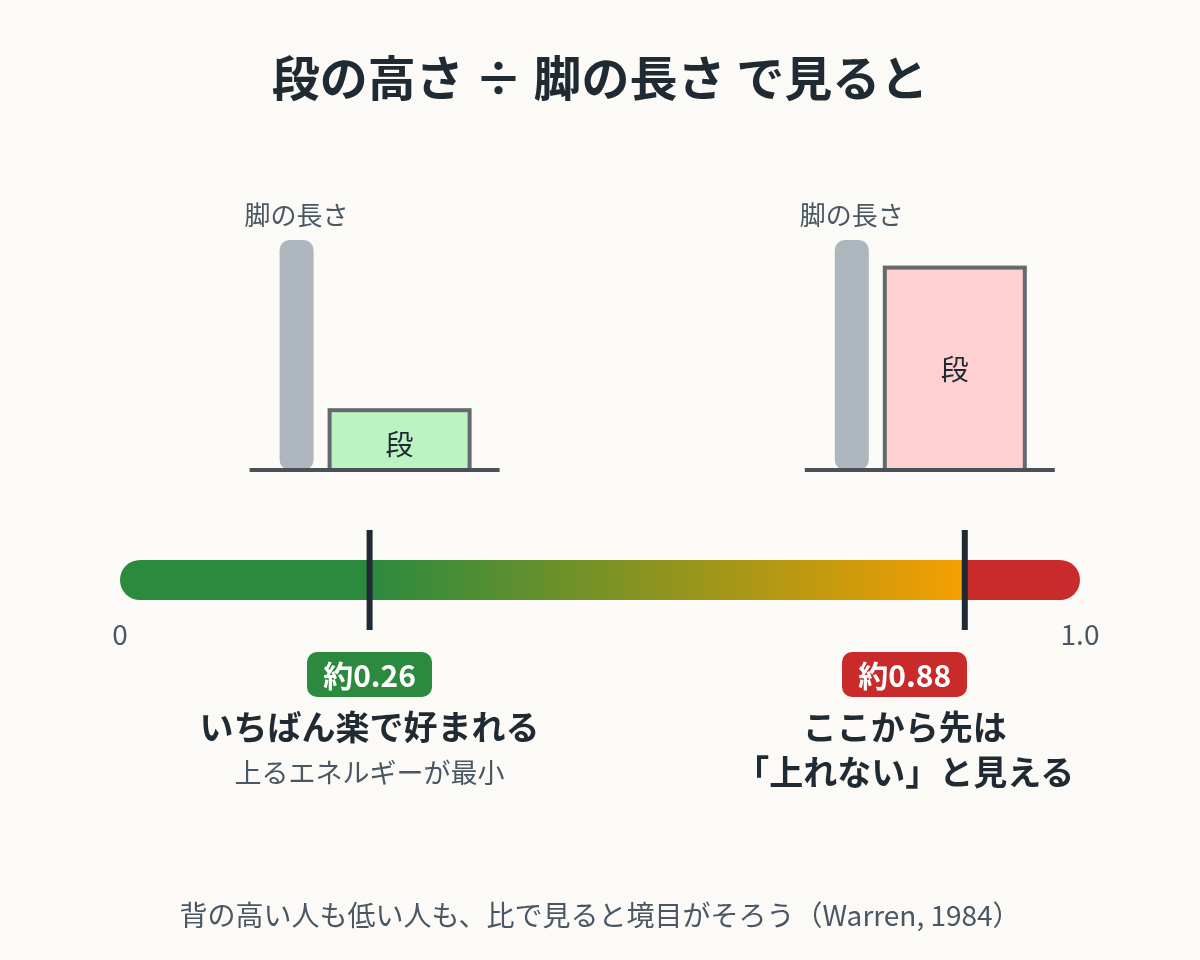 段の高さ ÷ 脚の長さ で見ると
脚の長さ
脚の長さ
段
段
0
1.0
約0.26
約0.88
いちばん楽で好まれる
上るエネルギーが最小
ここから先は
「上れない」と見える
背の高い人も低い人も、比で見ると境目がそろう（Warren, 1984）